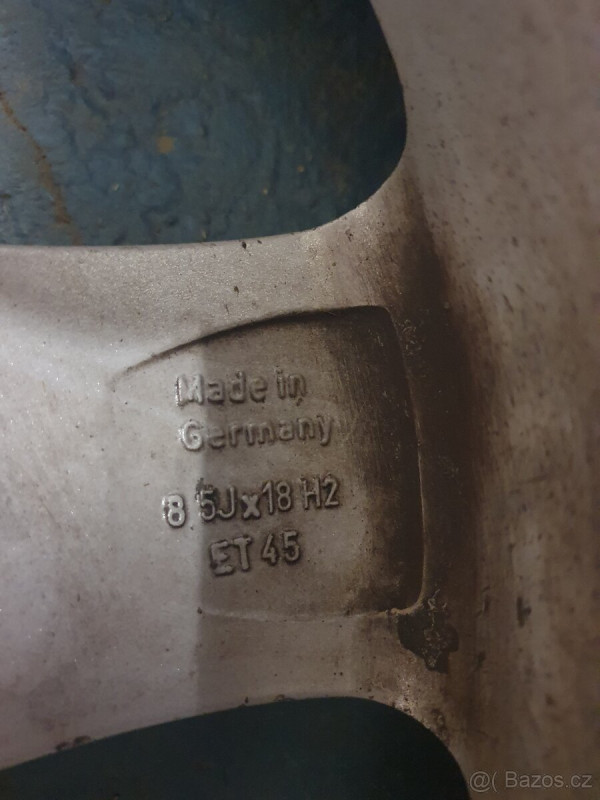 Made in
Germany
8 5Jx18 H2
ET 45
@( Bazos.cz